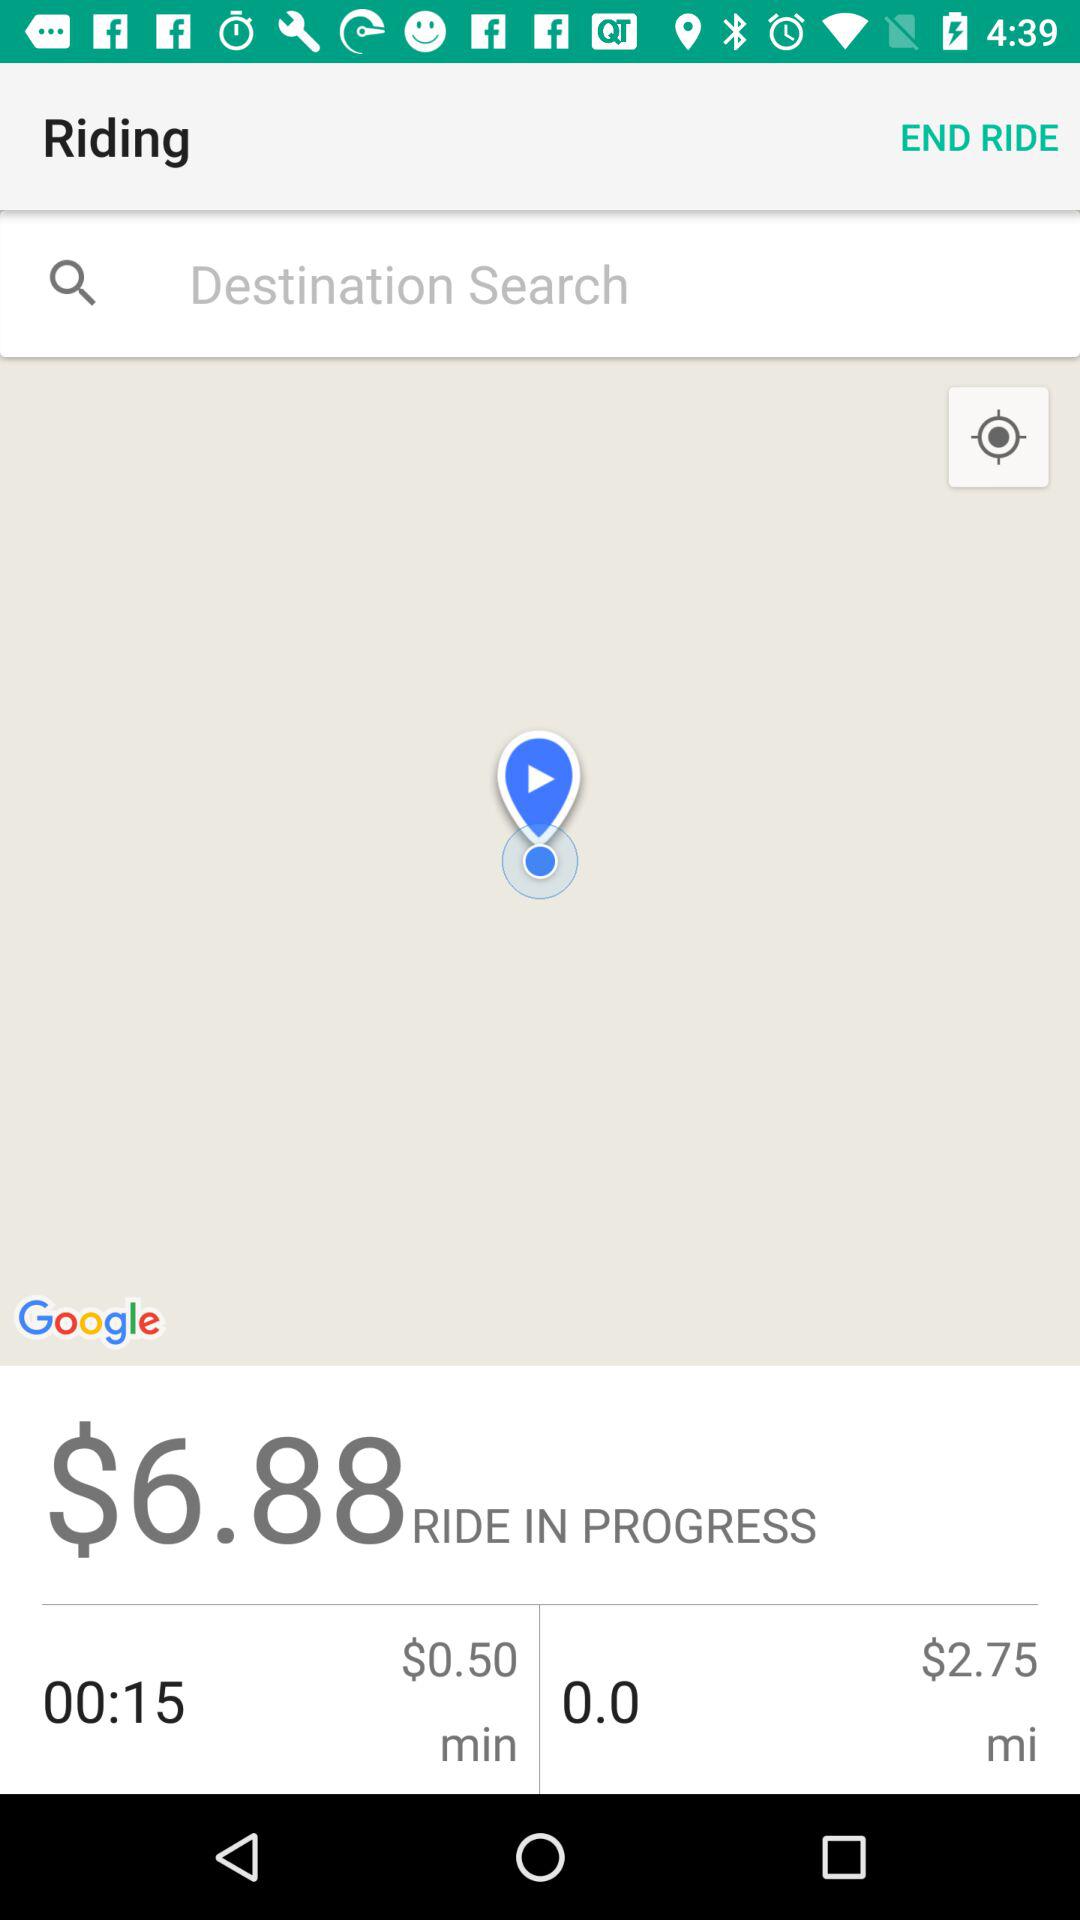 QT 4:39
Riding END RIDE
Destination Search
Google
$6.88 RIDE IN PROGRESS
00:15 $0.50 min
0.0 $2.75 mi